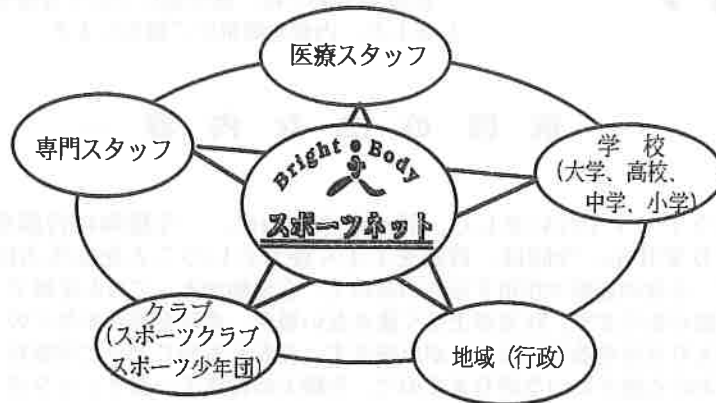 医療スタッフ
専門スタッフ
Bright Body
スポーツネット
学 校
(大学、高校、
中学、小学)
クラブ
(スポーツクラブ
スポーツ少年団)
地域 (行政)